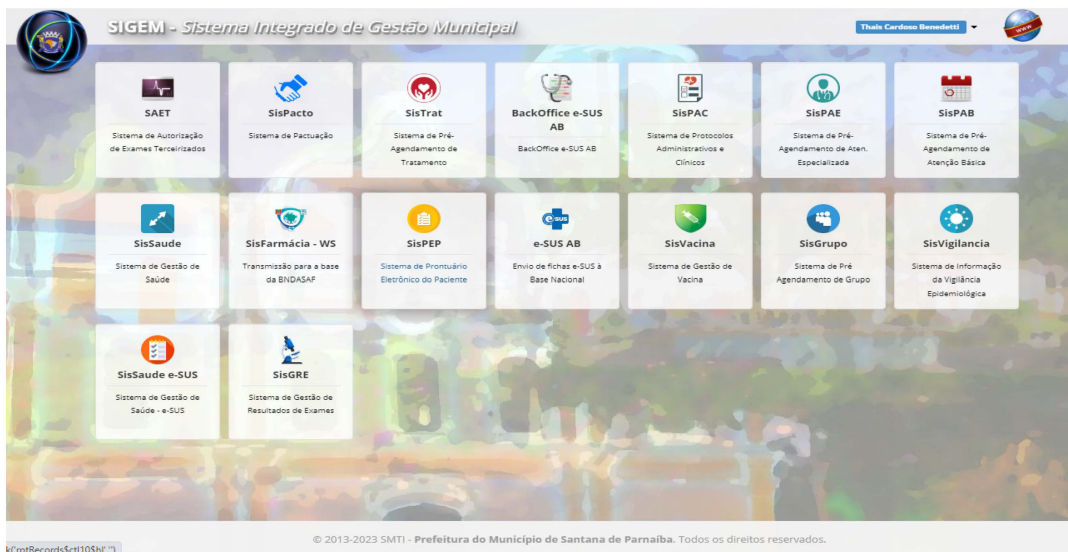 SIGEM - Sistema Integrado de Gestão Municipal
Thais Cardoso Benedetti
www
SAET
Sistema de Autorização
de Exames Terceirizados
SisPacto
Sistema de Pactuação
SisTrat
Sistema de Pré-
Agendamento de
Tratamento
BackOffice e-SUS
AB
BackOffice e-SUS AB
SisPAC
Sistema de Protocolos
Administrativos e
Clínicos
SisPAE
Sistema de Pré-
Agendamento de Aten.
Especializada
SisPAB
Sistema de Pré-
Agendamento de
Atenção Básica
SisSaude
Sistema de Gestão de
Saúde
SisFarmácia - WS
Transmissão para a base
da BNDASAF
SisPEP
Sistema de Prontuário
Eletrônico do Paciente
e-SUS
e-SUS AB
Envio de fichas e-SUS à
Base Nacional
SisVacina
Sistema de Gestão de
Vacina
SisGrupo
Sistema de Pré
Agendamento de Grupo
SisVigilancia
Sistema de Informação
da Vigilância
Epidemiológica
SisSaude e-SUS
Sistema de Gestão de
Saúde - e-SUS
SisGRE
Sistema de Gestão de
Resultados de Exames
© 2013-2023 SMTI - Prefeitura do Município de Santana de Parnaíba. Todos os direitos reservados.
k('rptRecords$ctl10$hl','')